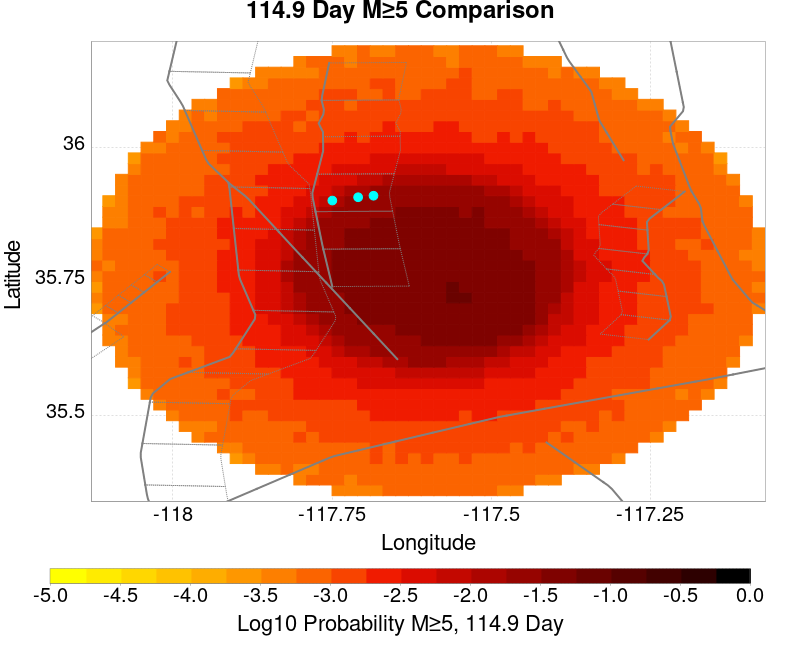 114.9 Day M≥5 Comparison
36
35.75
35.5
Latitude
-118 -117.75 -117.5 -117.25
Longitude
-5.0 -4.5 -4.0 -3.5 -3.0 -2.5 -2.0 -1.5 -1.0 -0.5 0.0
Log10 Probability M≥5, 114.9 Day